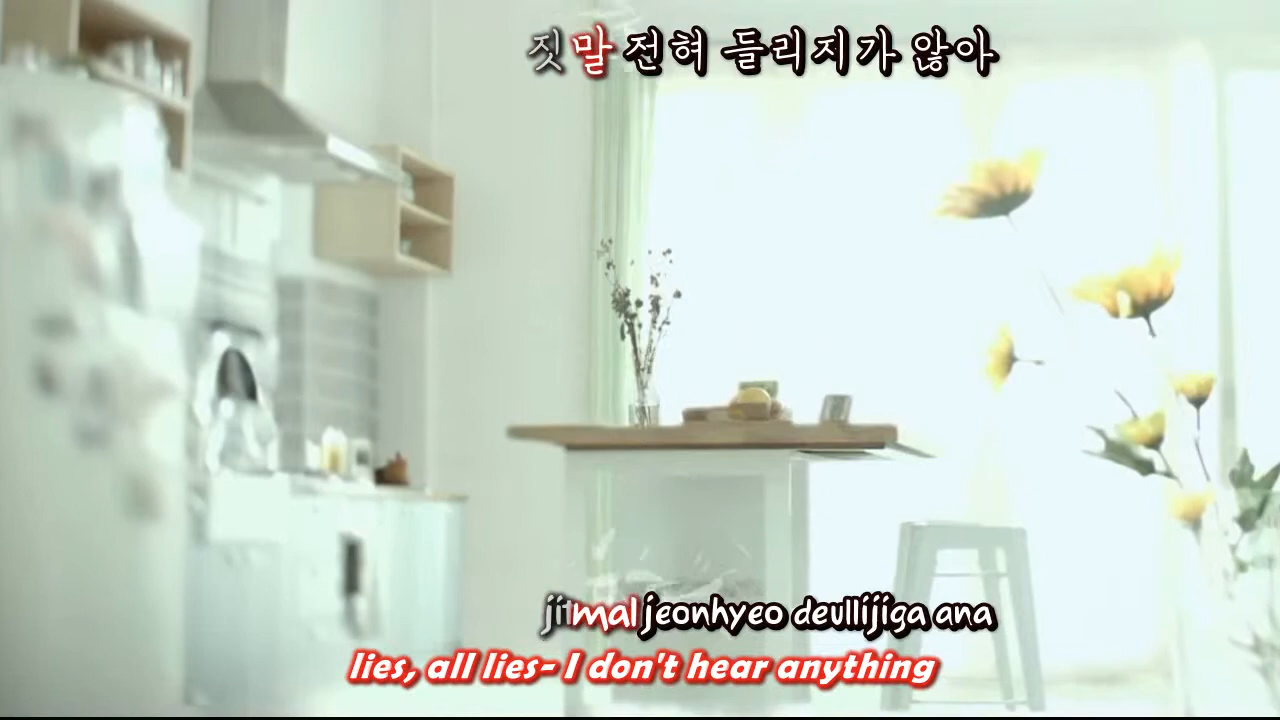 짓말 전혀 들리지가 않아
jitmal jeonhyeo deullijiga ana
lies, all lies- I don't hear anything